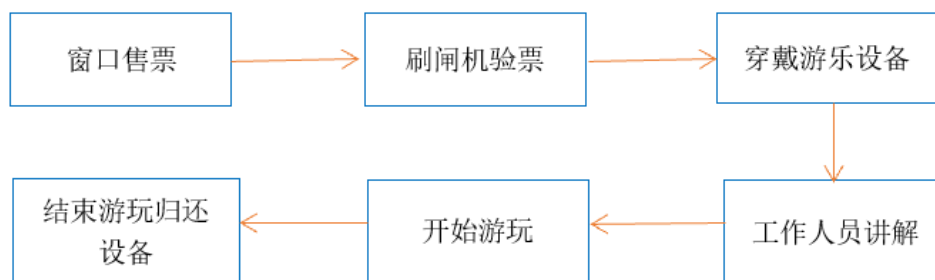 窗口售票
刷闸机验票
穿戴游乐设备
工作人员讲解
开始游玩
结束游玩归还
设备